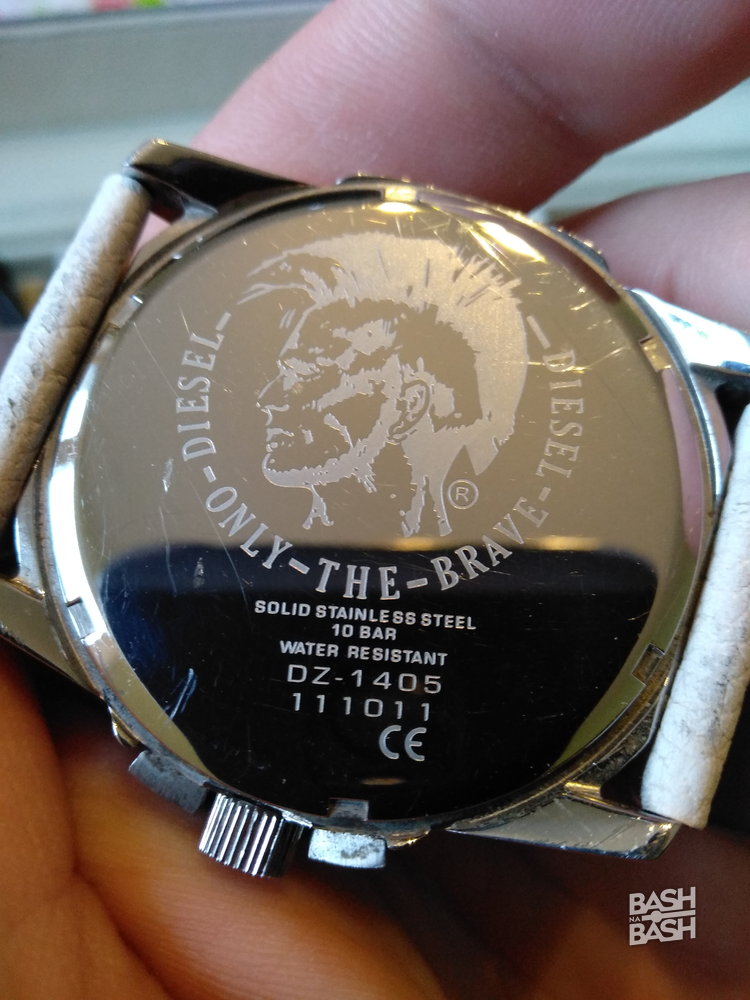 DIESEL-ONLY-THE-BRAVE-DIESEL
®
SOLID STAINLESS STEEL
10 BAR
WATER RESISTANT
DZ-1405
111011
CE
BASH
NA
BASH